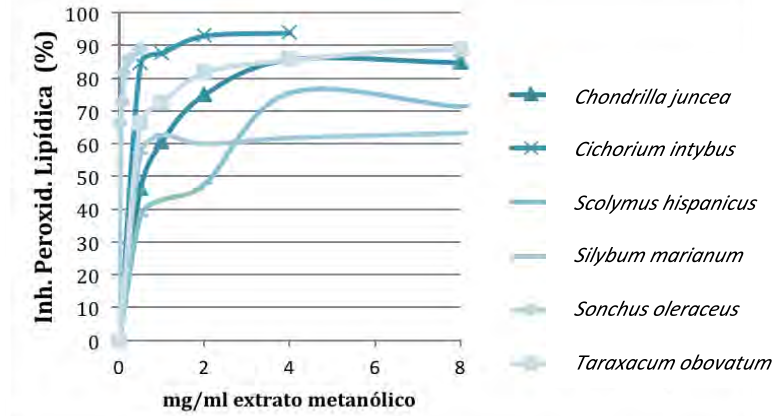 Inh. Peroxid. Lipídica (%)
100
90
80
70
60
50
40
30
20
10
0
0 2 4 6 8
mg/ml extrato metanólico
Chondrilla juncea
Cichorium intybus
Scolymus hispanicus
Silybum marianum
Sonchus oleraceus
Taraxacum obovatum